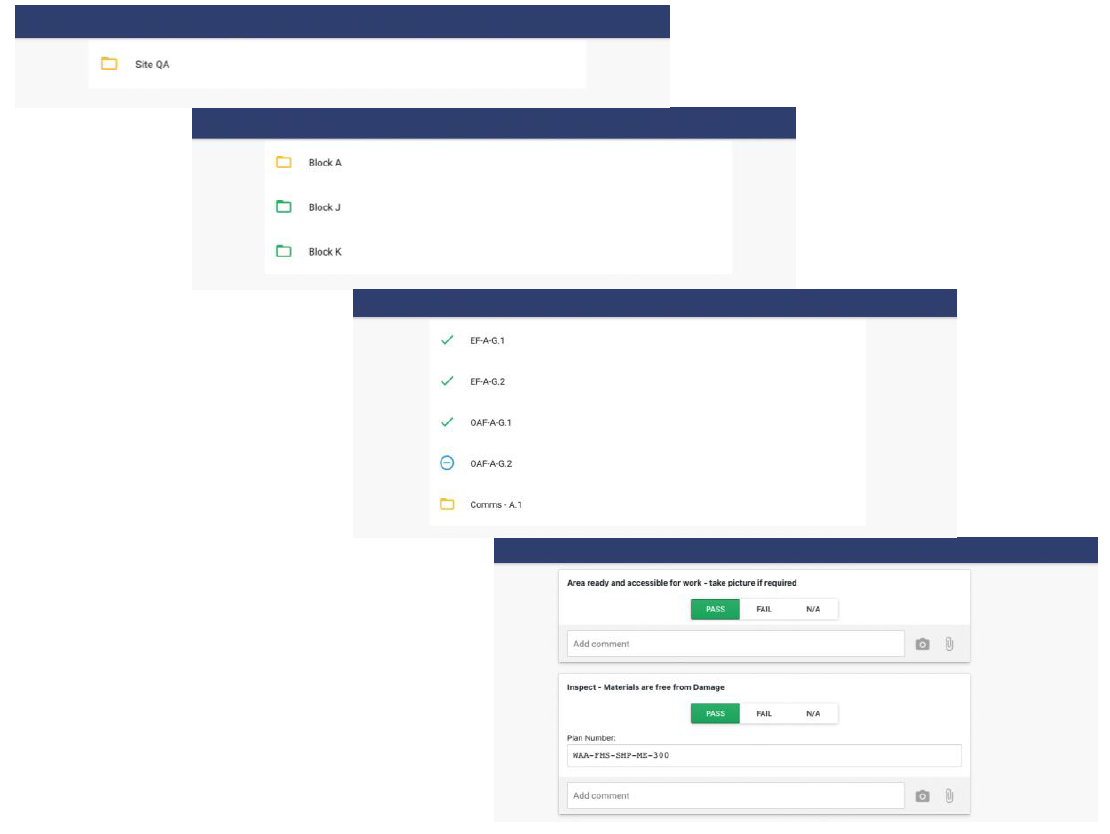 Site QA
Block A
Block J
Block K
EF-A-G.1
EF-A-G.2
OAF-A-G.1
OAF-A-G.2
Comms - A.1
Area ready and accessible for work - take picture if required
PASS FAIL N/A
Add comment
Inspect - Materials are free from Damage
PASS FAIL N/A
Plan Number:
WAA-FMS-SHP-ME-300
Add comment